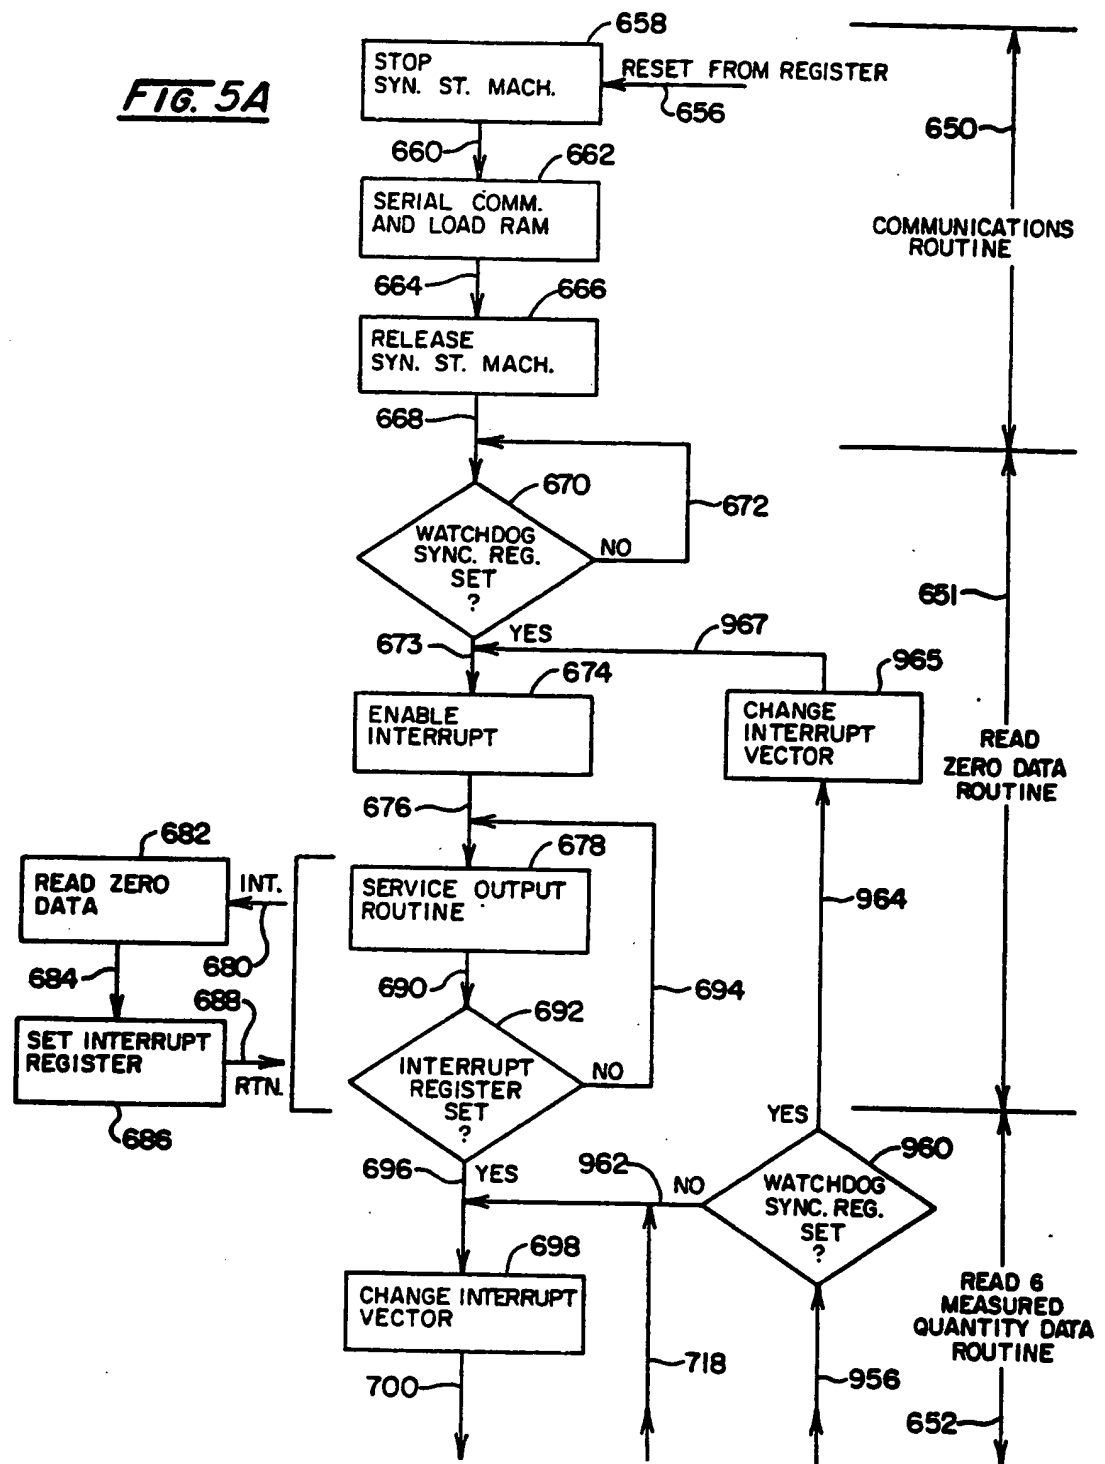 FIG. 5A
658
STOP
SYN. ST. MACH.
RESET FROM REGISTER
656
650
660
662
SERIAL COMM.
AND LOAD RAM
COMMUNICATIONS
ROUTINE
664
666
RELEASE
SYN. ST. MACH.
668
670
672
WATCHDOG
SYNC. REG.
SET
?
NO
651
YES
967
673
674
965
ENABLE
INTERRUPT
CHANGE
INTERRUPT
VECTOR
READ
ZERO DATA
ROUTINE
676
682
678
READ ZERO
DATA
INT.
SERVICE OUTPUT
ROUTINE
964
680
684
690
694
688
692
SET INTERRUPT
REGISTER
RTN.
INTERRUPT
REGISTER
SET
?
NO
686
YES
960
696
YES
962
NO
WATCHDOG
SYNC. REG.
SET
?
698
CHANGE INTERRUPT
VECTOR
READ 6
MEASURED
QUANTITY DATA
ROUTINE
700
718
956
652